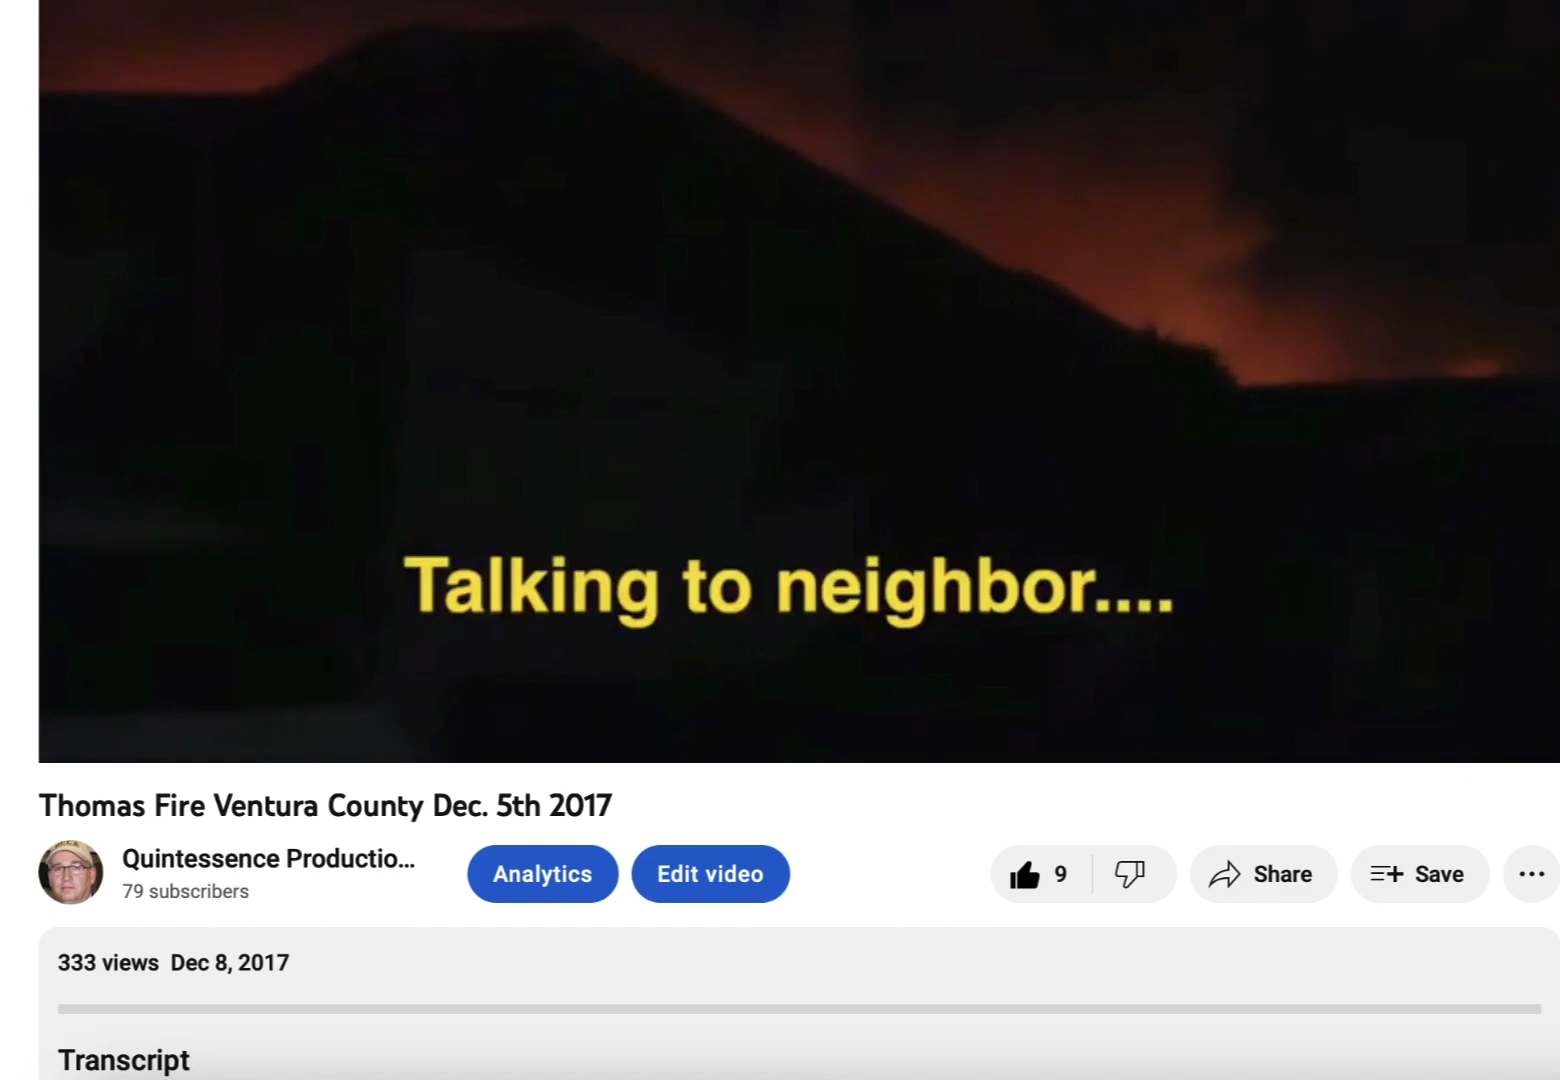 Talking to neighbor....
Thomas Fire Ventura County Dec. 5th 2017
Quintessence Productio...
79 subscribers
Analytics
Edit video
9
Share
Save
333 views Dec 8, 2017
Transcript